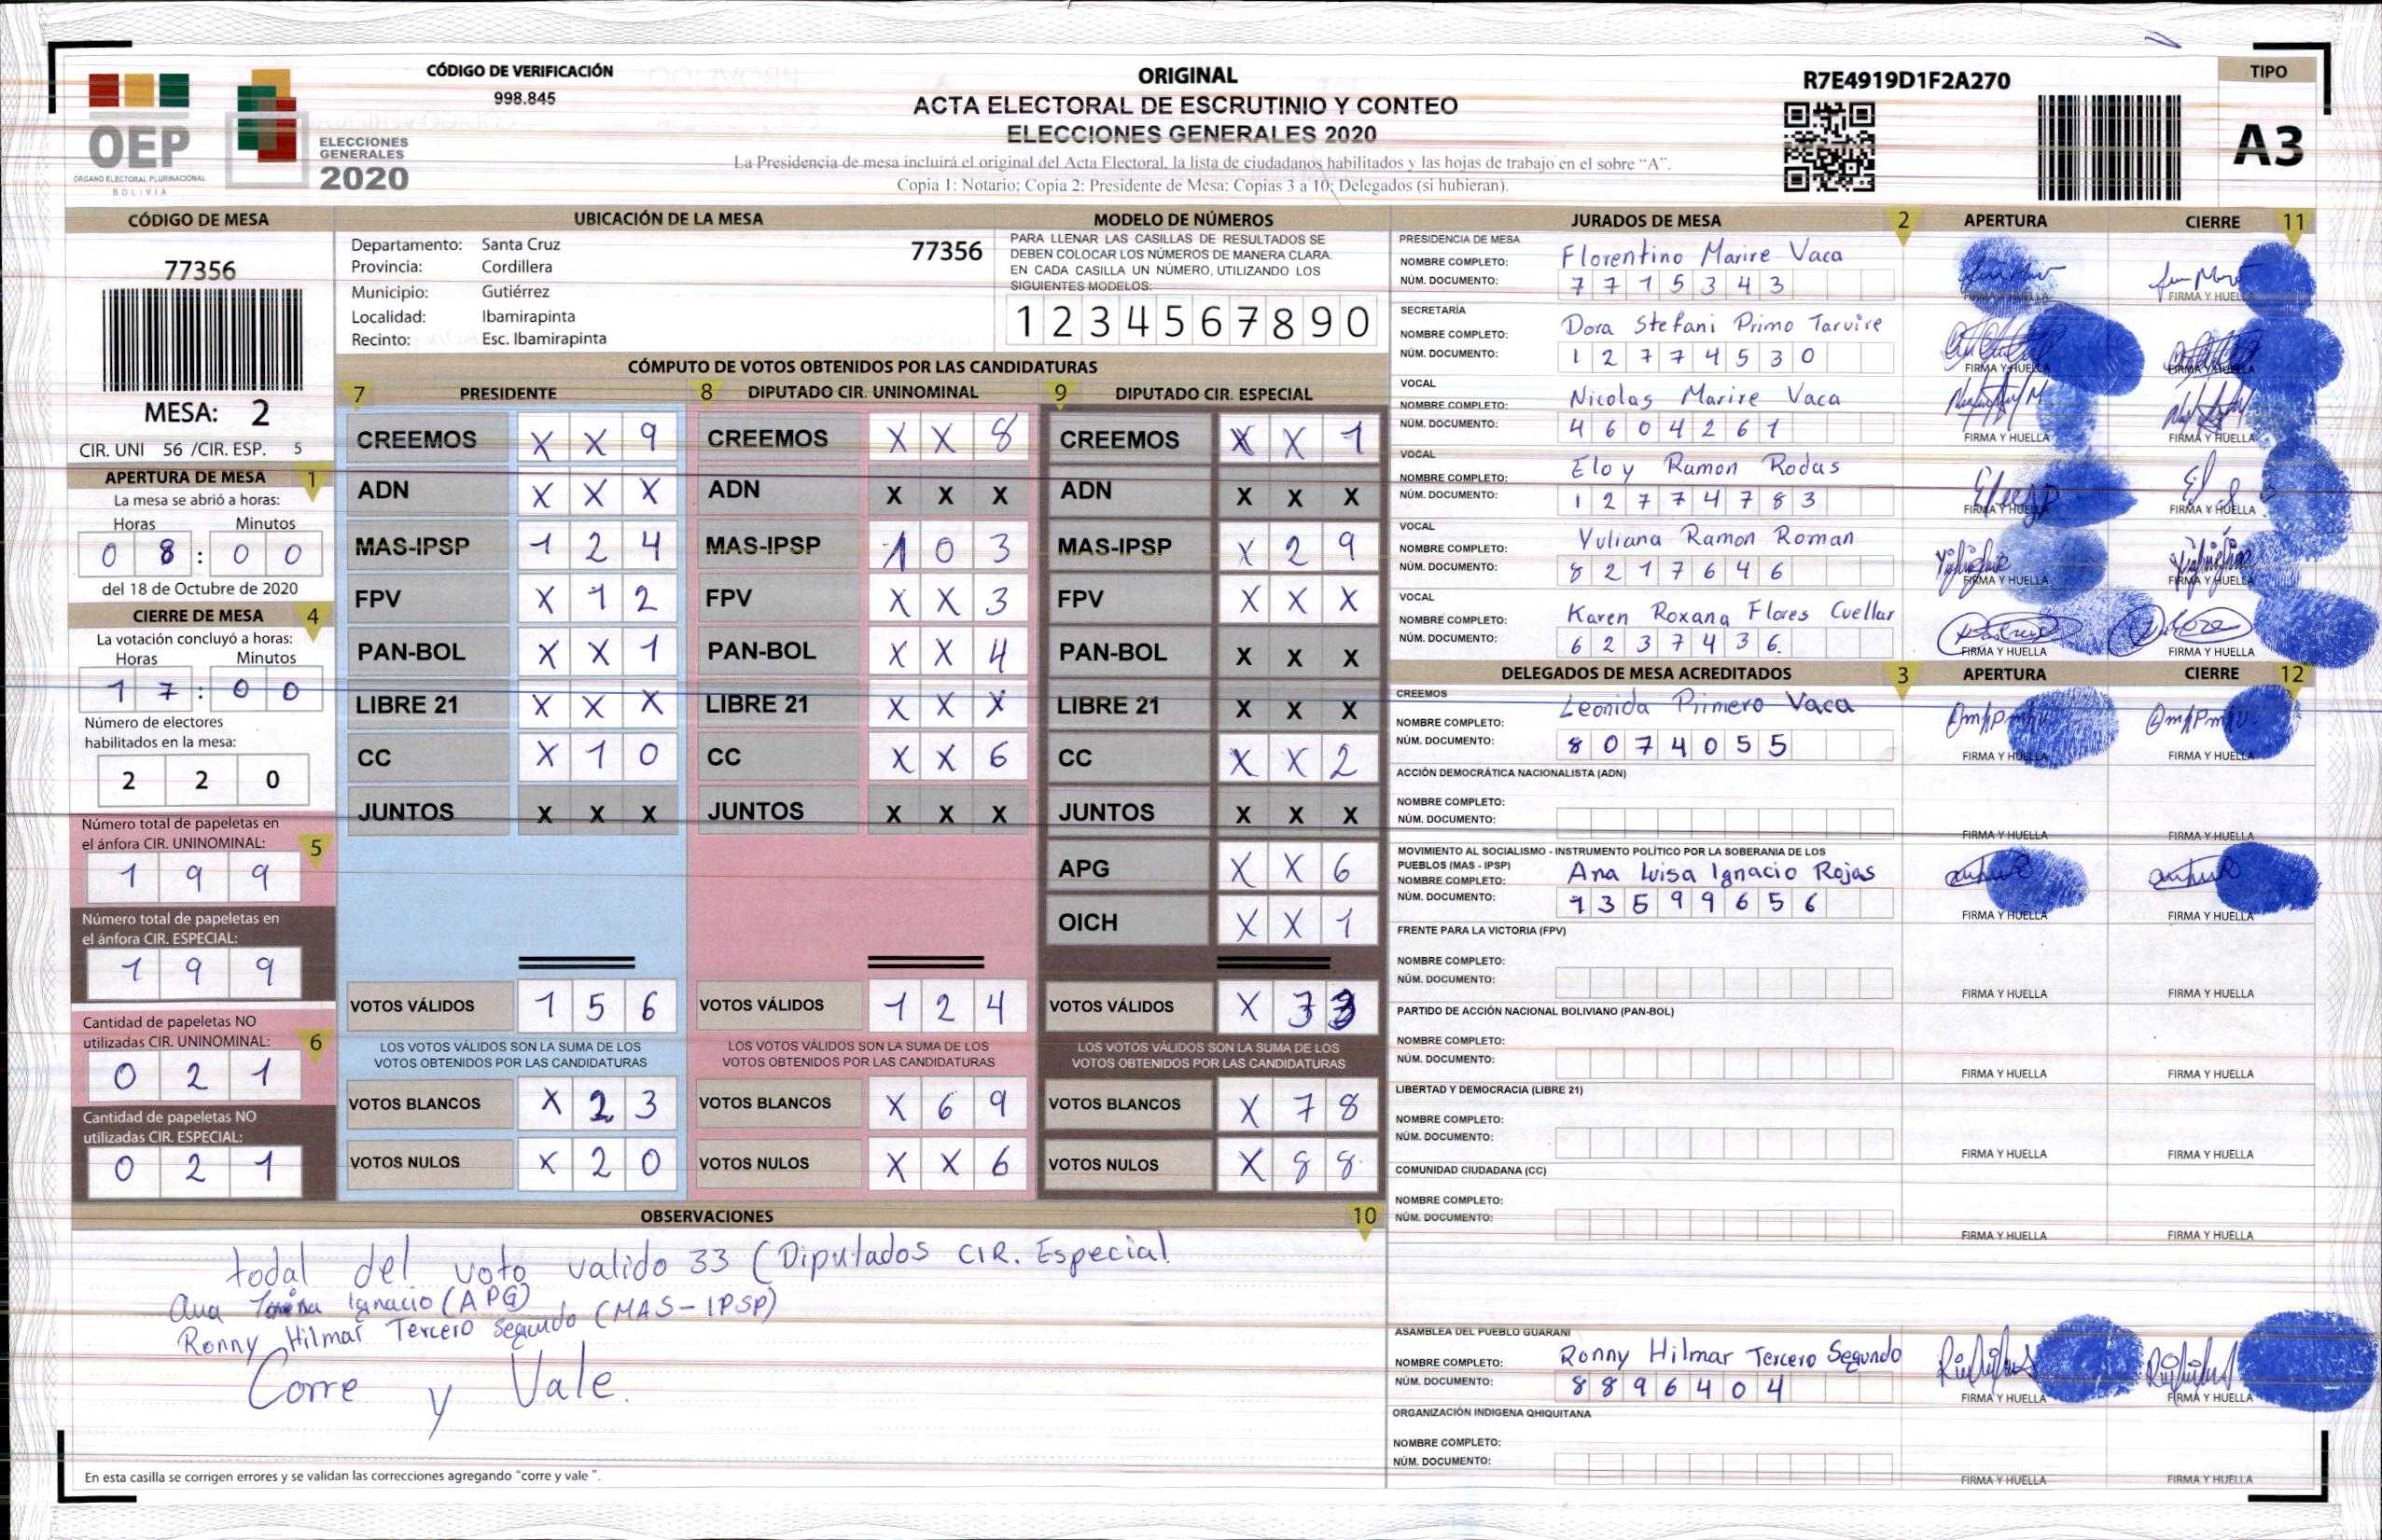 OEP
ÓRGANO ELECTORAL PLURINACIONAL
BOLIVIA
ELECCIONES
GENERALES
2020
CÓDIGO DE VERIFICACIÓN
998.845
ORIGINAL
ACTA ELECTORAL DE ESCRUTINIO Y CONTEO
ELECCIONES GENERALES 2020
La Presidencia de mesa incluirá el original del Acta Electoral, la lista de ciudadanos habilitados y las hojas de trabajo en el sobre “A”.
Copia 1: Notario; Copia 2: Presidente de Mesa: Copias 3 a 10; Delegados (si hubieran).
R7E4919D1F2A270
TIPO
A3
CÓDIGO DE MESA
77356
MESA: 2
CIR. UNI 56 /CIR. ESP. 5
APERTURA DE MESA 1
La mesa se abrió a horas:
Horas Minutos
0 8 : 0 0
del 18 de Octubre de 2020
CIERRE DE MESA 4
La votación concluyó a horas:
Horas Minutos
1 7 : 0 0
Número de electores
habilitados en la mesa:
2 2 0
Número total de papeletas en
el ánfora CIR. UNINOMINAL: 5
1 9 9
Número total de papeletas en
el ánfora CIR. ESPECIAL:
1 9 9
Cantidad de papeletas NO
utilizadas CIR. UNINOMINAL: 6
0 2 1
Cantidad de papeletas NO
utilizadas CIR. ESPECIAL:
0 2 1
UBICACIÓN DE LA MESA
Departamento: Santa Cruz 77356
Provincia: Cordillera
Municipio: Gutiérrez
Localidad: Ibamirapinta
Recinto: Esc. Ibamirapinta
MODELO DE NÚMEROS
PARA LLENAR LAS CASILLAS DE RESULTADOS SE
DEBEN COLOCAR LOS NÚMEROS DE MANERA CLARA.
EN CADA CASILLA UN NÚMERO, UTILIZANDO LOS
SIGUIENTES MODELOS:
1 2 3 4 5 6 7 8 9 0
CÓMPUTO DE VOTOS OBTENIDOS POR LAS CANDIDATURAS
7 PRESIDENTE
CREEMOS X X 9
ADN X X X
MAS-IPSP 1 2 4
FPV X 1 2
PAN-BOL X X 1
LIBRE 21 X X X
CC X 1 0
JUNTOS X X X
VOTOS VÁLIDOS 1 5 6
LOS VOTOS VÁLIDOS SON LA SUMA DE LOS
VOTOS OBTENIDOS POR LAS CANDIDATURAS
VOTOS BLANCOS X 2 3
VOTOS NULOS X 2 0
8 DIPUTADO CIR. UNINOMINAL
CREEMOS X X 8
ADN X X X
MAS-IPSP 1 0 3
FPV X X 3
PAN-BOL X X 4
LIBRE 21 X X X
CC X X 6
JUNTOS X X X
VOTOS VÁLIDOS 1 2 4
LOS VOTOS VÁLIDOS SON LA SUMA DE LOS
VOTOS OBTENIDOS POR LAS CANDIDATURAS
VOTOS BLANCOS X 6 9
VOTOS NULOS X X 6
9 DIPUTADO CIR. ESPECIAL
CREEMOS X X 1
ADN X X X
MAS-IPSP X 2 9
FPV X X X
PAN-BOL X X X
LIBRE 21 X X X
CC X X 2
JUNTOS X X X
APG X X 6
OICH X X 1
VOTOS VÁLIDOS X 3 3
LOS VOTOS VÁLIDOS SON LA SUMA DE LOS
VOTOS OBTENIDOS POR LAS CANDIDATURAS
VOTOS BLANCOS X 7 8
VOTOS NULOS X 8 8
OBSERVACIONES 10
todal del voto valido 33 (Diputados CIR. Especial
Ana Ignacio (APG)
Ronny Hilmar Tercero Segundo (MAS-IPSP)
Corre y Vale.
En esta casilla se corrigen errores y se validan las correcciones agregando “corre y vale ”.
JURADOS DE MESA 2 APERTURA CIERRE 11
PRESIDENCIA DE MESA
NOMBRE COMPLETO: Florentino Marire Vaca
NÚM. DOCUMENTO: 7 7 1 5 3 4 3
FIRMA Y HUELLA FIRMA Y HUELLA
SECRETARÍA
NOMBRE COMPLETO: Dora Stefani Primo Tarvire
NÚM. DOCUMENTO: 1 2 7 7 4 5 3 0
FIRMA Y HUELLA FIRMA Y HUELLA
VOCAL
NOMBRE COMPLETO: Nicolas Marire Vaca
NÚM. DOCUMENTO: 4 6 0 4 2 6 1
FIRMA Y HUELLA FIRMA Y HUELLA
VOCAL
NOMBRE COMPLETO: Eloy Ramon Rodas
NÚM. DOCUMENTO: 1 2 7 7 4 7 8 3
FIRMA Y HUELLA FIRMA Y HUELLA
VOCAL
NOMBRE COMPLETO: Yuliana Ramon Roman
NÚM. DOCUMENTO: 8 2 1 7 6 4 6
FIRMA Y HUELLA FIRMA Y HUELLA
VOCAL
NOMBRE COMPLETO: Karen Roxana Flores Cuellar
NÚM. DOCUMENTO: 6 2 3 7 4 3 6.
FIRMA Y HUELLA FIRMA Y HUELLA
DELEGADOS DE MESA ACREDITADOS 3 APERTURA CIERRE 12
CREEMOS
NOMBRE COMPLETO: Leonida Primero Vaca
NÚM. DOCUMENTO: 8 0 7 4 0 5 5
FIRMA Y HUELLA FIRMA Y HUELLA
ACCIÓN DEMOCRÁTICA NACIONALISTA (ADN)
NOMBRE COMPLETO:
NÚM. DOCUMENTO:
FIRMA Y HUELLA FIRMA Y HUELLA
MOVIMIENTO AL SOCIALISMO - INSTRUMENTO POLÍTICO POR LA SOBERANIA DE LOS
PUEBLOS (MAS - IPSP)
NOMBRE COMPLETO: Ana Luisa Ignacio Rojas
NÚM. DOCUMENTO: 1 3 5 9 9 6 5 6
FIRMA Y HUELLA FIRMA Y HUELLA
FRENTE PARA LA VICTORIA (FPV)
NOMBRE COMPLETO:
NÚM. DOCUMENTO:
FIRMA Y HUELLA FIRMA Y HUELLA
PARTIDO DE ACCIÓN NACIONAL BOLIVIANO (PAN-BOL)
NOMBRE COMPLETO:
NÚM. DOCUMENTO:
FIRMA Y HUELLA FIRMA Y HUELLA
LIBERTAD Y DEMOCRACIA (LIBRE 21)
NOMBRE COMPLETO:
NÚM. DOCUMENTO:
FIRMA Y HUELLA FIRMA Y HUELLA
COMUNIDAD CIUDADANA (CC)
NOMBRE COMPLETO:
NÚM. DOCUMENTO:
FIRMA Y HUELLA FIRMA Y HUELLA
ASAMBLEA DEL PUEBLO GUARANI
NOMBRE COMPLETO: Ronny Hilmar Tercero Segundo
NÚM. DOCUMENTO: 8 8 9 6 4 0 4
FIRMA Y HUELLA FIRMA Y HUELLA
ORGANIZACIÓN INDIGENA QHIQUITANA
NOMBRE COMPLETO:
NÚM. DOCUMENTO:
FIRMA Y HUELLA FIRMA Y HUELLA